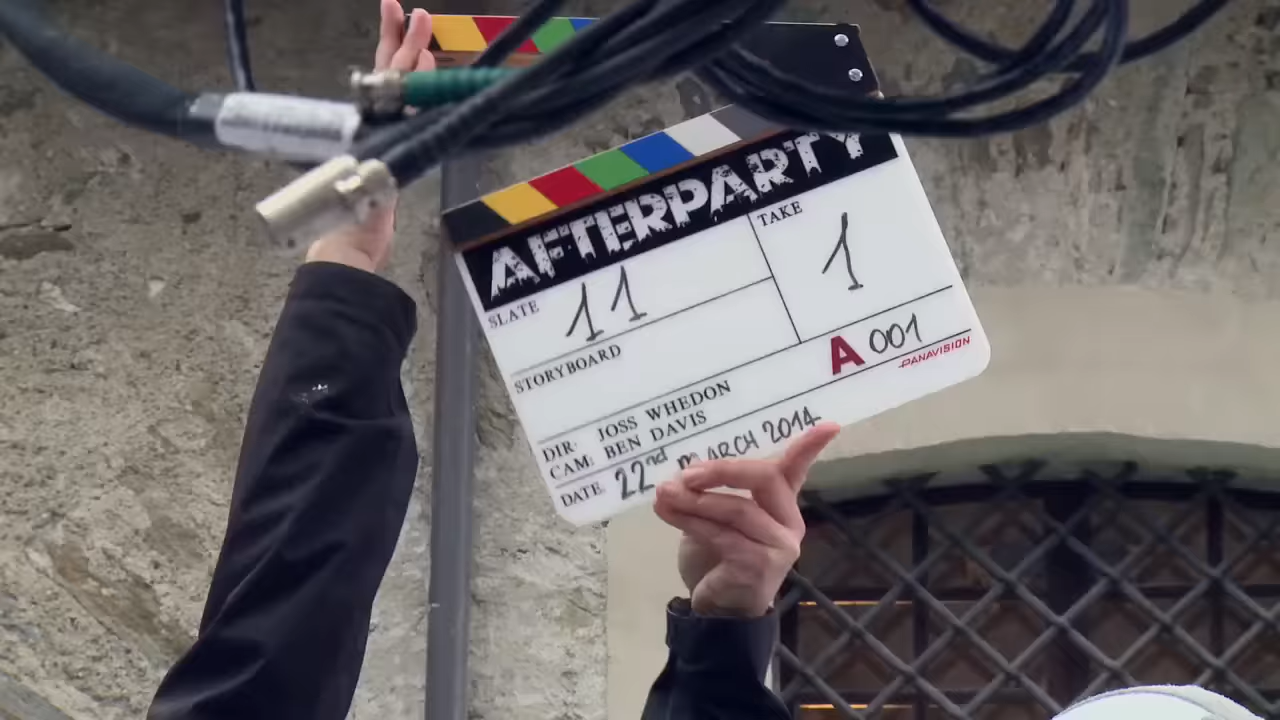 AFTERPARTY
SLATE 11
TAKE 1
STORYBOARD
A 001
PANAVISION
DIR: JOSS WHEDON
CAM: BEN DAVIS
DATE 22nd MARCH 2014